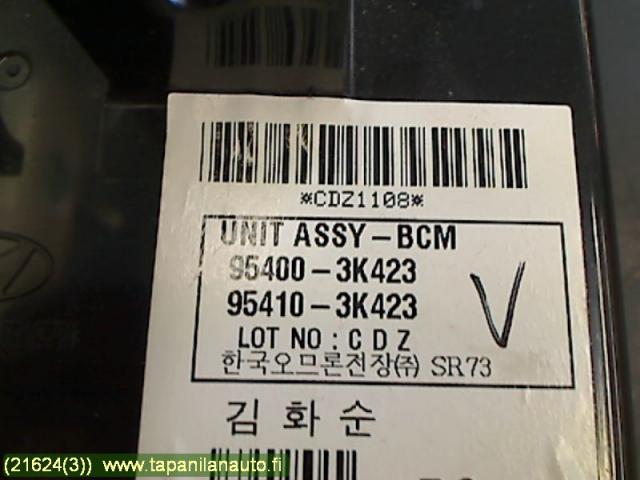 *CDZ1108*
UNIT ASSY-BCM
95400-3K423
95410-3K423
LOT NO : C D Z
한국오므론전장(주) SR73
김 화 순
(21624(3)) www.tapanilanauto.fi